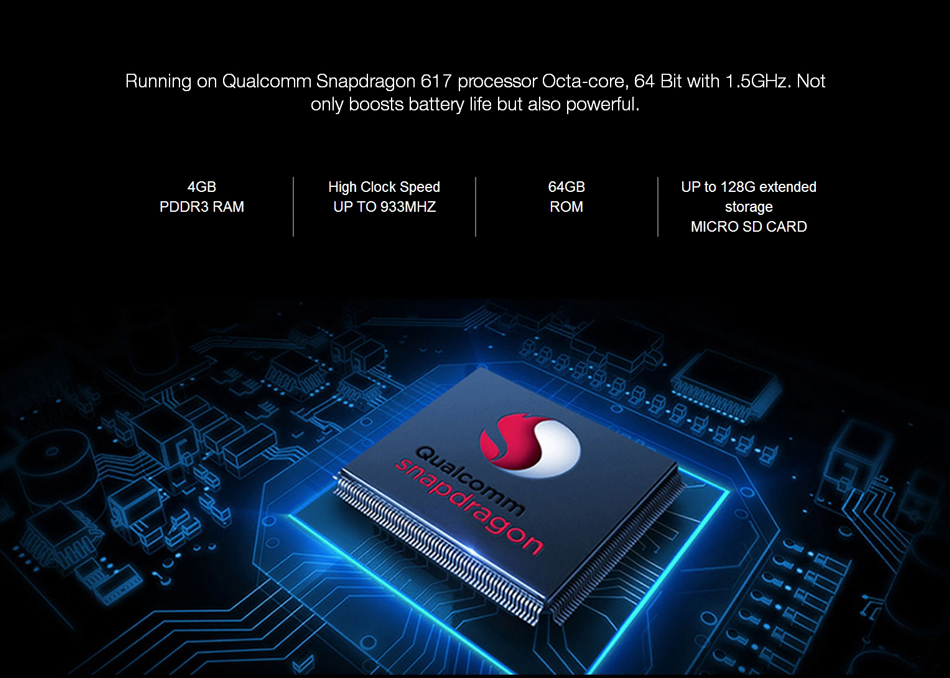 Running on Qualcomm Snapdragon 617 processor Octa-core, 64 Bit with 1.5GHz. Not
only boosts battery life but also powerful.
4GB
PDDR3 RAM
High Clock Speed
UP TO 933MHZ
64GB
ROM
UP to 128G extended
storage
MICRO SD CARD
Qualcomm
snapdragon